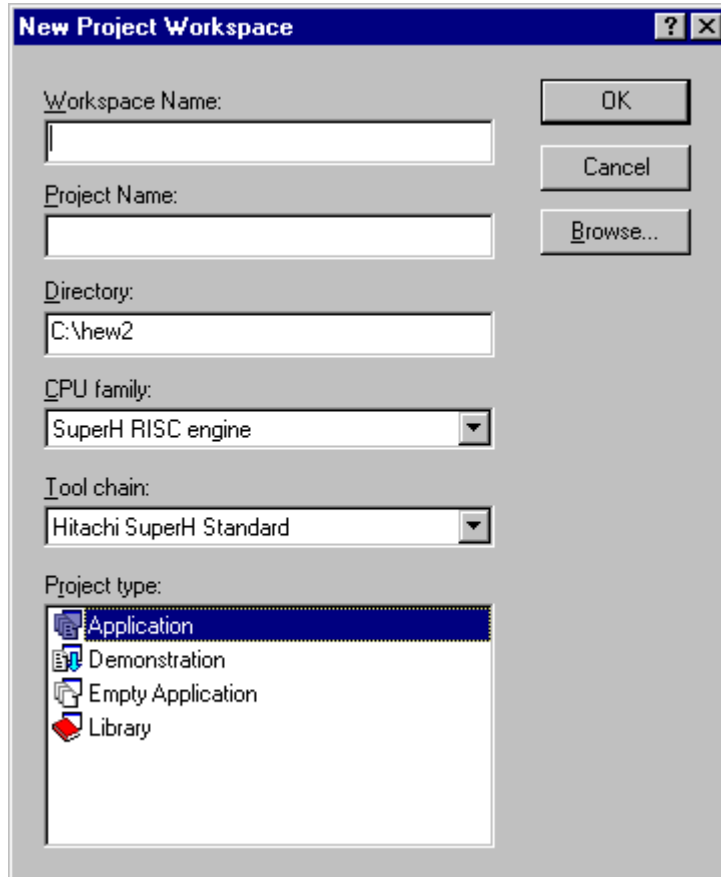 New Project Workspace
Workspace Name:
OK
Cancel
Project Name:
Browse...
Directory:
C:\hew2
CPU family:
SuperH RISC engine
Tool chain:
Hitachi SuperH Standard
Project type:
Application
Demonstration
Empty Application
Library